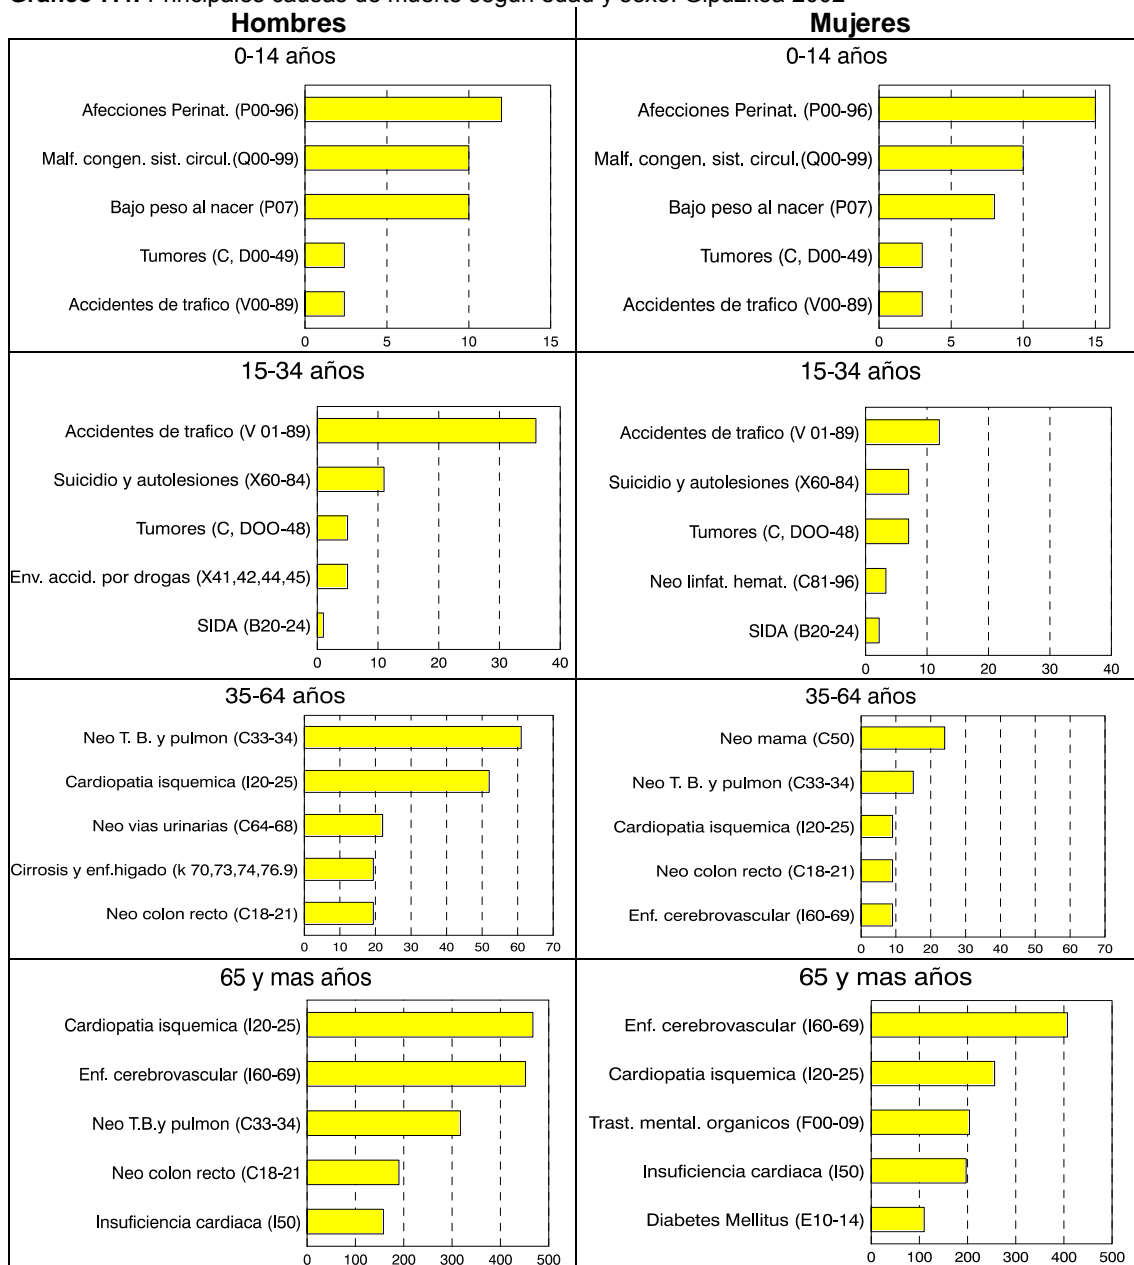 Gráfico 7.1. Principales causas de muerte según edad y sexo. Gipuzkoa 2002
Hombres
Mujeres
0-14 años
Afecciones Perinat. (P00-96)
Malf. congen. sist. circul.(Q00-99)
Bajo peso al nacer (P07)
Tumores (C, D00-49)
Accidentes de trafico (V00-89)
0 5 10 15
0-14 años
Afecciones Perinat. (P00-96)
Malf. congen. sist. circul.(Q00-99)
Bajo peso al nacer (P07)
Tumores (C, D00-49)
Accidentes de trafico (V00-89)
0 5 10 15
15-34 años
Accidentes de trafico (V 01-89)
Suicidio y autolesiones (X60-84)
Tumores (C, DOO-48)
Env. accid. por drogas (X41,42,44,45)
SIDA (B20-24)
0 10 20 30 40
15-34 años
Accidentes de trafico (V 01-89)
Suicidio y autolesiones (X60-84)
Tumores (C, DOO-48)
Neo linfat. hemat. (C81-96)
SIDA (B20-24)
0 10 20 30 40
35-64 años
Neo T. B. y pulmon (C33-34)
Cardiopatia isquemica (I20-25)
Neo vias urinarias (C64-68)
Cirrosis y enf.higado (k 70,73,74,76.9)
Neo colon recto (C18-21)
0 10 20 30 40 50 60 70
35-64 años
Neo mama (C50)
Neo T. B. y pulmon (C33-34)
Cardiopatia isquemica (I20-25)
Neo colon recto (C18-21)
Enf. cerebrovascular (I60-69)
0 10 20 30 40 50 60 70
65 y mas años
Cardiopatia isquemica (I20-25)
Enf. cerebrovascular (I60-69)
Neo T.B.y pulmon (C33-34)
Neo colon recto (C18-21
Insuficiencia cardiaca (I50)
0 100 200 300 400 500
65 y mas años
Enf. cerebrovascular (I60-69)
Cardiopatia isquemica (I20-25)
Trast. mental. organicos (F00-09)
Insuficiencia cardiaca (I50)
Diabetes Mellitus (E10-14)
0 100 200 300 400 500